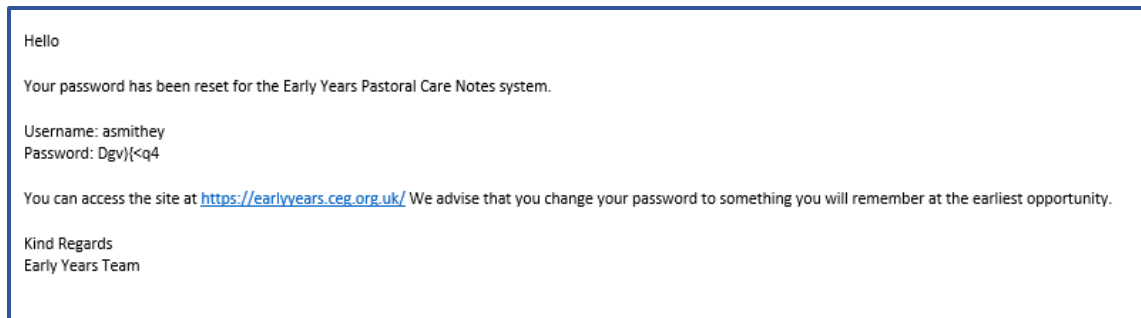 Hello
Your password has been reset for the Early Years Pastoral Care Notes system.
Username: asmithey
Password: Dgv){<q4
You can access the site at https://earlyyears.ceg.org.uk/ We advise that you change your password to something you will remember at the earliest opportunity.
Kind Regards
Early Years Team